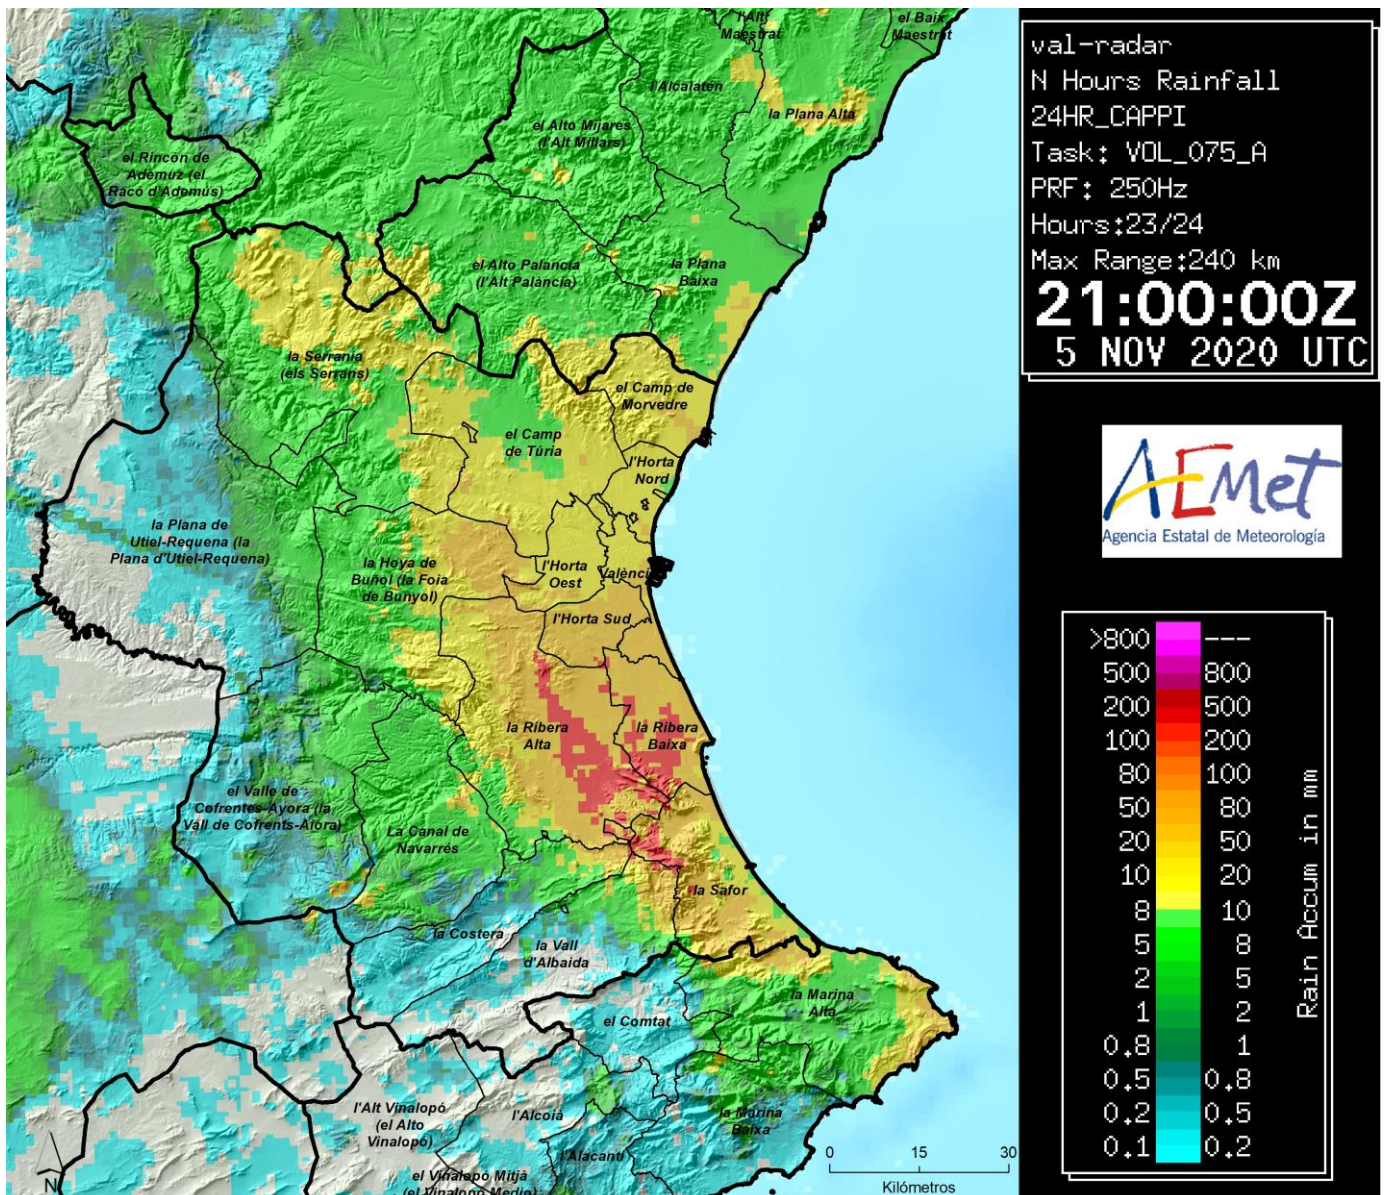 l'Alt
Maestrat
el Baix
Maestrat
l'Alcalatén
la Plana Alta
el Alto Mijares
(l'Alt Millars)
el Rincón de
Ademuz (el
Racó d'Ademús)
el Alto Palancia
(l'Alt Palància)
la Plana
Baixa
la Serranía
(els Serrans)
el Camp de
Morvedre
el Camp
de Túria
l'Horta
Nord
la Plana de
Utiel-Requena (la
Plana d'Utiel-Requena)
la Hoya de
Buñol (la Foia
de Bunyol)
l'Horta
Oest
València
l'Horta Sud
la Ribera
Alta
la Ribera
Baixa
el Valle de
Cofrentes-Ayora (la
Vall de Cofrents-Aiora)
La Canal de
Navarrés
la Safor
la Costera
la Vall
d'Albaida
la Marina
Alta
el Comtat
l'Alt Vinalopó
(el Alto
Vinalopó)
l'Alcoià
la Marina
Baixa
l'Alacantí
el Vinalopó Mitjà
(el Vinalopó Medio)
N
0 15 30
Kilómetros
val-radar
N Hours Rainfall
24HR_CAPPI
Task: VOL_075_A
PRF: 250Hz
Hours:23/24
Max Range:240 km
21:00:00Z
5 NOV 2020 UTC
AEMet
Agencia Estatal de Meteorología
>800 ---
500 800
200 500
100 200
80 100
50 80
20 50
10 20
8 10
5 8
2 5
1 2
0.8 1
0.5 0.8
0.2 0.5
0.1 0.2
Rain Accum in mm